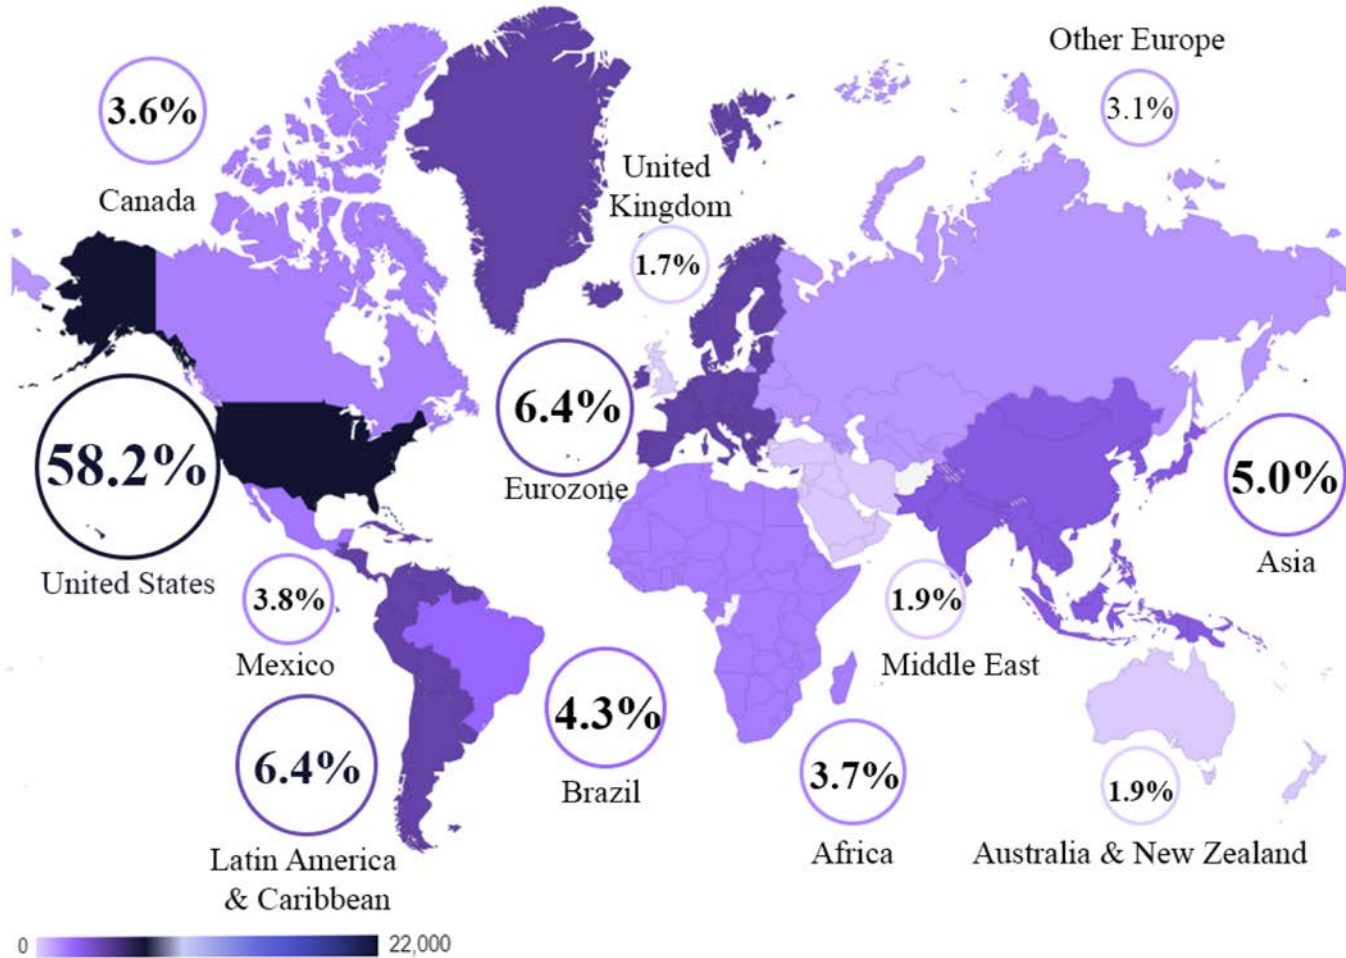 Other Europe
3.1%
3.6%
Canada
United
Kingdom
1.7%
6.4%
Eurozone
58.2%
United States
5.0%
Asia
3.8%
Mexico
1.9%
Middle East
6.4%
Latin America
& Caribbean
4.3%
Brazil
3.7%
Africa
1.9%
Australia & New Zealand
0
22,000